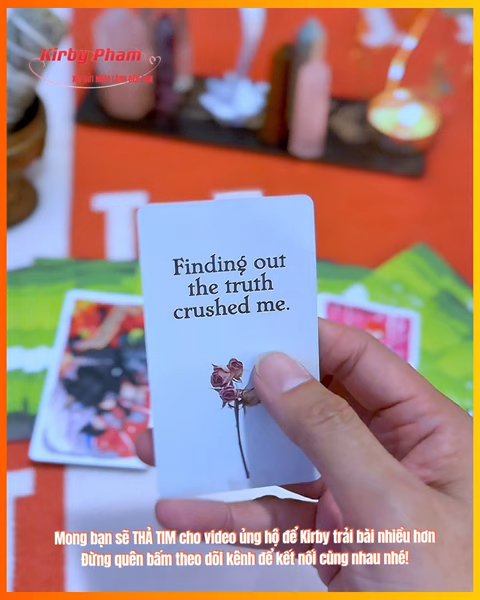 Kirby Pham
Finding out
the truth
crushed me.
Mong bạn sẽ THẢ TIM cho video ủng hộ để Kirby trải bài nhiều hơn
Đừng quên bấm theo dõi kênh để kết nối cùng nhau nhé!